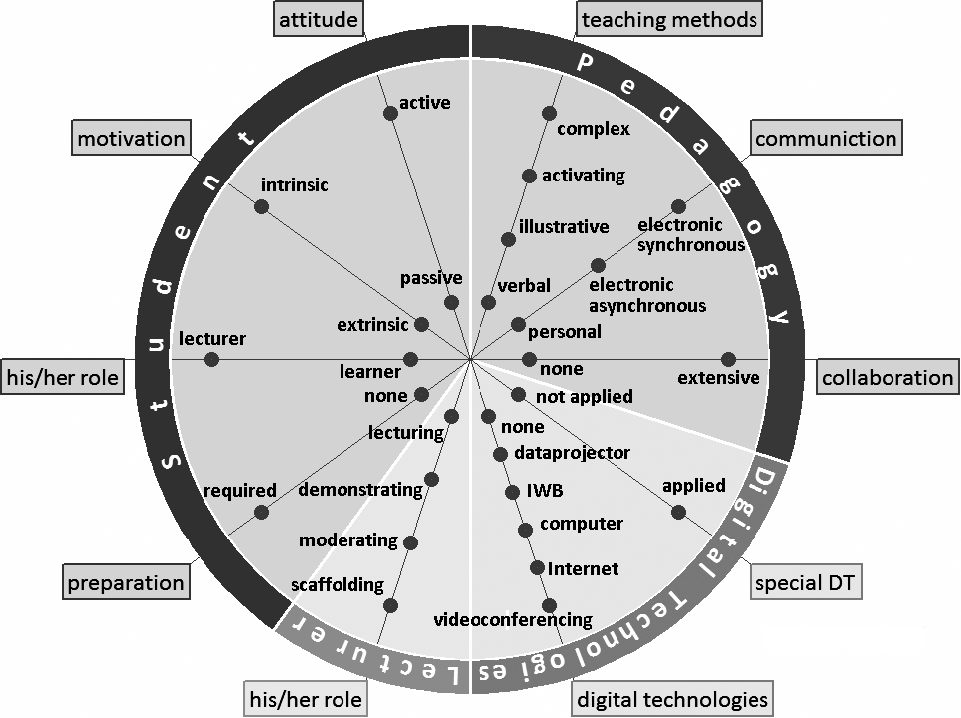 attitude
teaching methods
Pedagogy
active
complex
motivation
communiction
Student
intrinsic
activating
electronic
synchronous
illustrative
passive
verbal
electronic
asynchronous
extrinsic
personal
lecturer
his/her role
learner
none
extensive
collaboration
none
not applied
lecturing
none
dataprojector
required
demonstrating
IWB
applied
Digital Technologies
moderating
computer
preparation
scaffolding
Internet
special DT
videoconferencing
Lecturer
his/her role
digital technologies